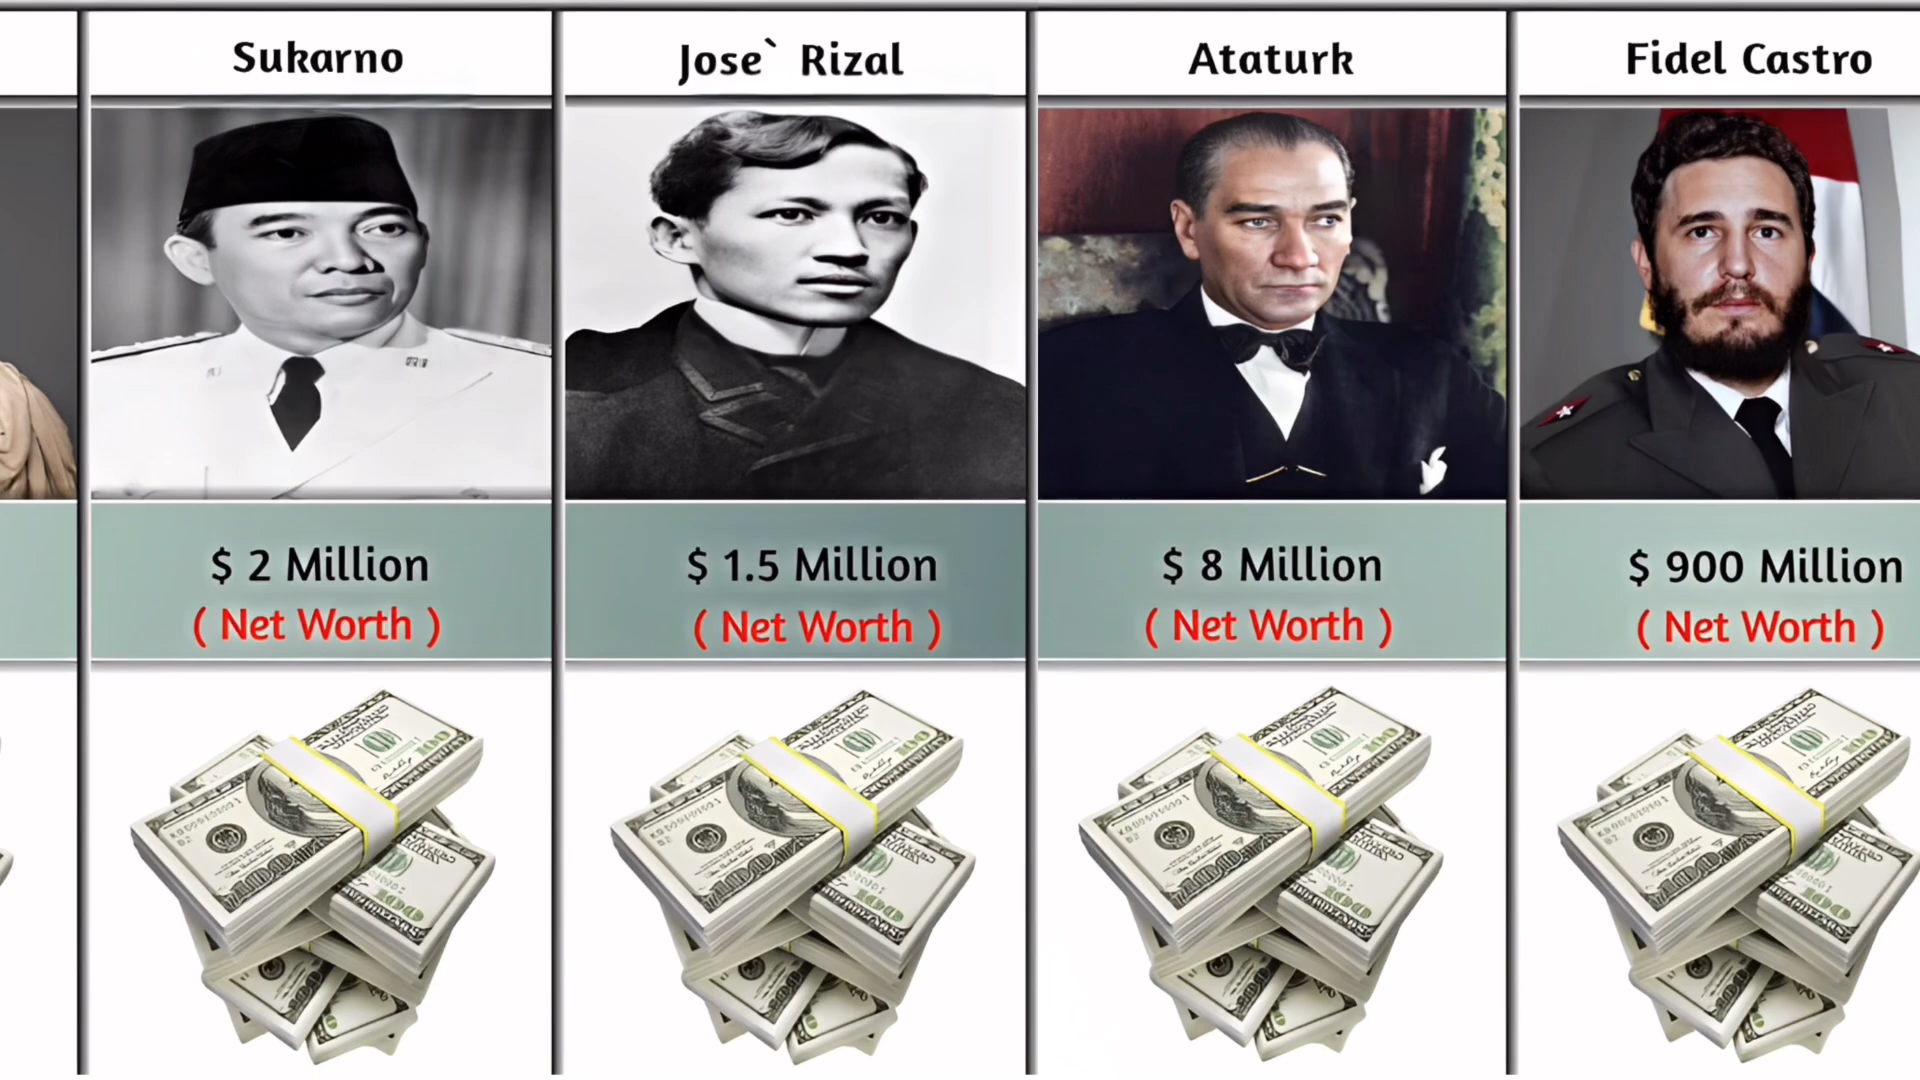 Sukarno
$ 2 Million
( Net Worth )
Jose` Rizal
$ 1.5 Million
( Net Worth )
Ataturk
$ 8 Million
( Net Worth )
Fidel Castro
$ 900 Million
( Net Worth )